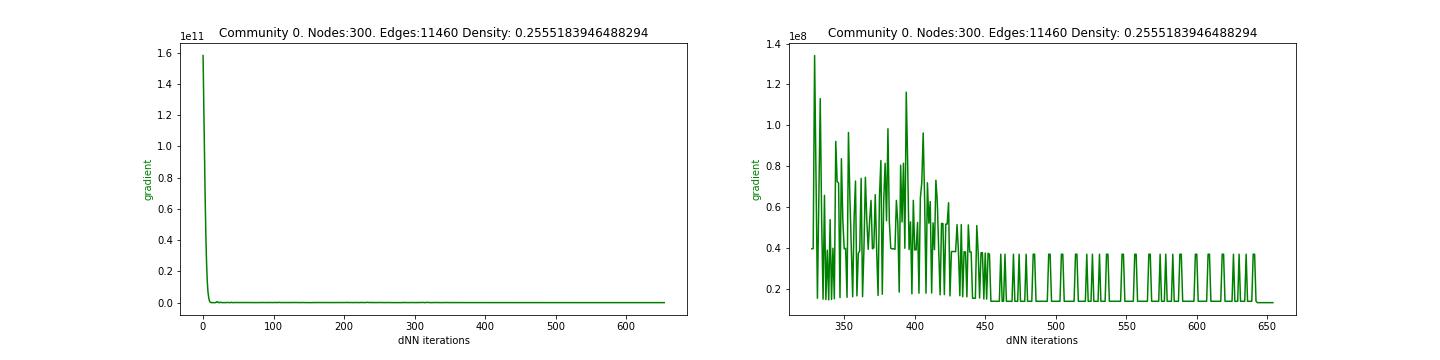 Community 0. Nodes:300. Edges:11460 Density: 0.2555183946488294
1e11
1.6
1.4
1.2
1.0
0.8
0.6
0.4
0.2
0.0
gradient
0 100 200 300 400 500 600
dNN iterations
Community 0. Nodes:300. Edges:11460 Density: 0.2555183946488294
1e8
1.4
1.2
1.0
0.8
0.6
0.4
0.2
gradient
350 400 450 500 550 600 650
dNN iterations